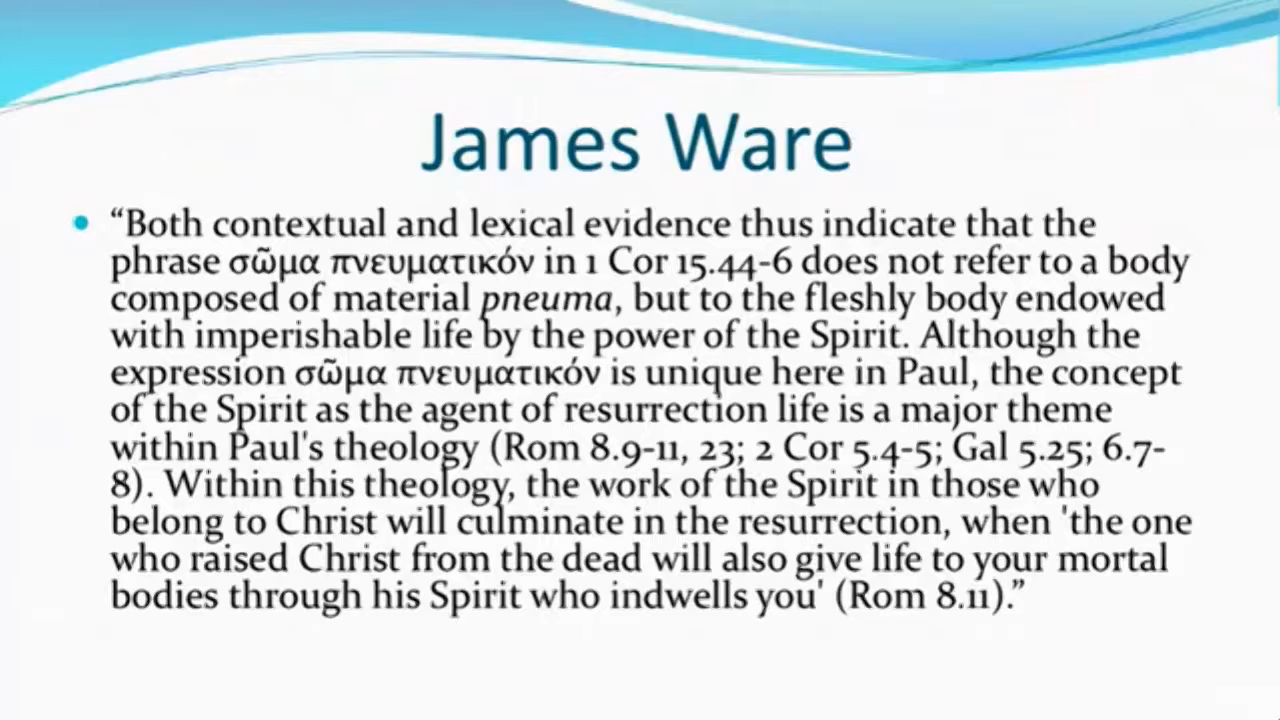 James Ware
“Both contextual and lexical evidence thus indicate that the
phrase σῶμα πνευματικόν in 1 Cor 15.44-6 does not refer to a body
composed of material pneuma, but to the fleshly body endowed
with imperishable life by the power of the Spirit. Although the
expression σῶμα πνευματικόν is unique here in Paul, the concept
of the Spirit as the agent of resurrection life is a major theme
within Paul's theology (Rom 8.9-11, 23; 2 Cor 5.4-5; Gal 5.25; 6.7-
8). Within this theology, the work of the Spirit in those who
belong to Christ will culminate in the resurrection, when 'the one
who raised Christ from the dead will also give life to your mortal
bodies through his Spirit who indwells you' (Rom 8.11).”